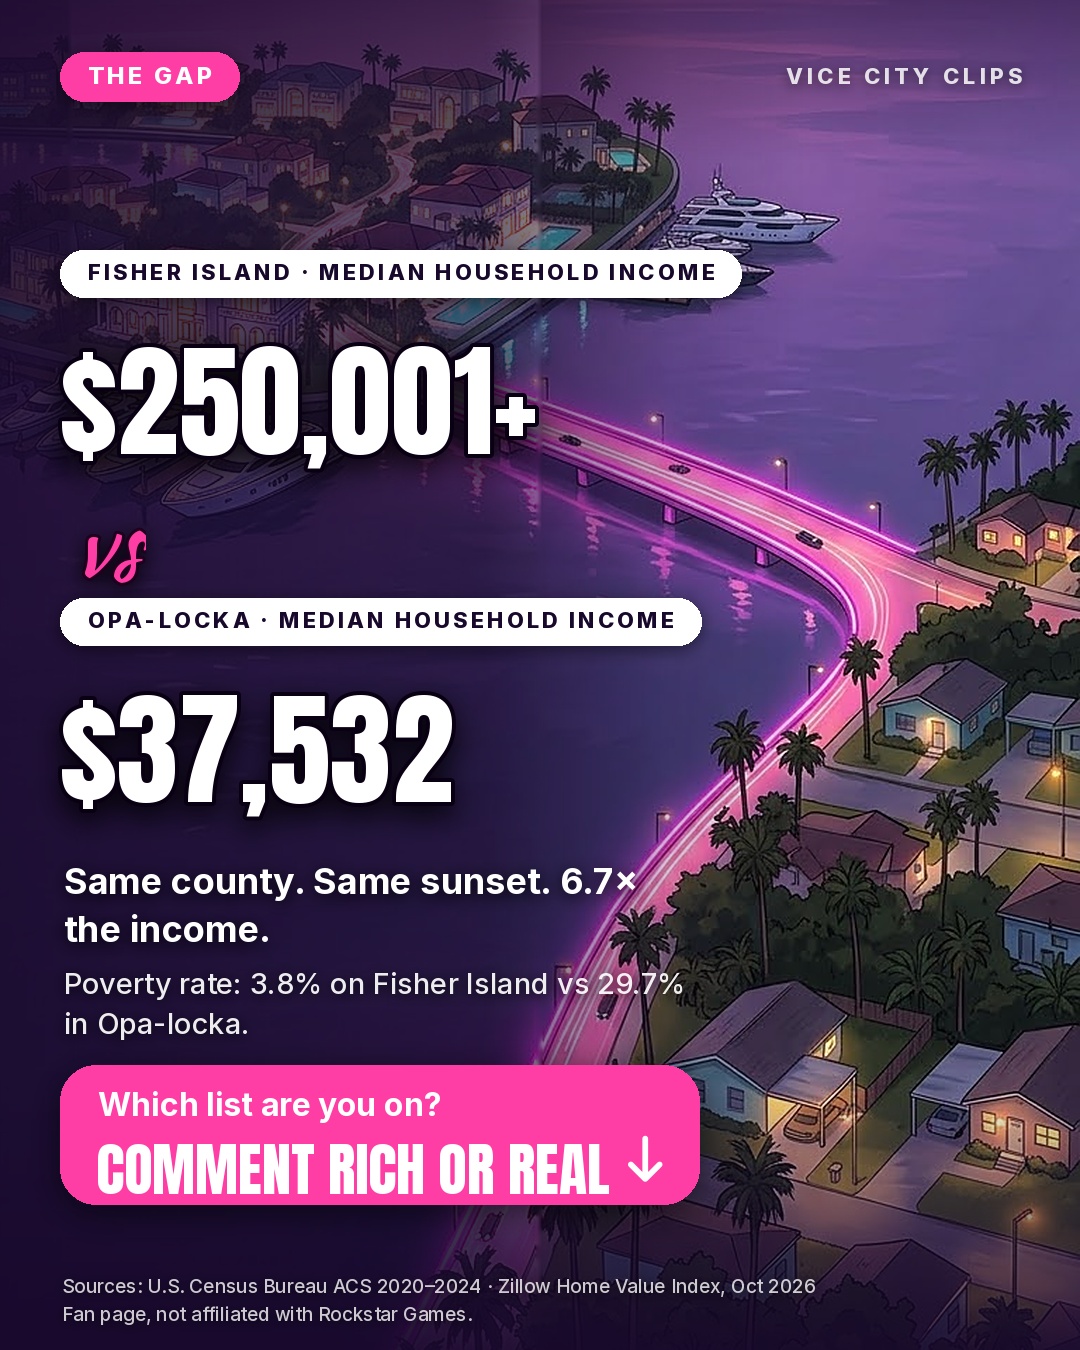 THE GAP
VICE CITY CLIPS
FISHER ISLAND · MEDIAN HOUSEHOLD INCOME
$250,001+
VS
OPA-LOCKA · MEDIAN HOUSEHOLD INCOME
$37,532
Same county. Same sunset. 6.7×
the income.
Poverty rate: 3.8% on Fisher Island vs 29.7%
in Opa-locka.
Which list are you on?
COMMENT RICH OR REAL ↓
Sources: U.S. Census Bureau ACS 2020–2024 · Zillow Home Value Index, Oct 2026
Fan page, not affiliated with Rockstar Games.